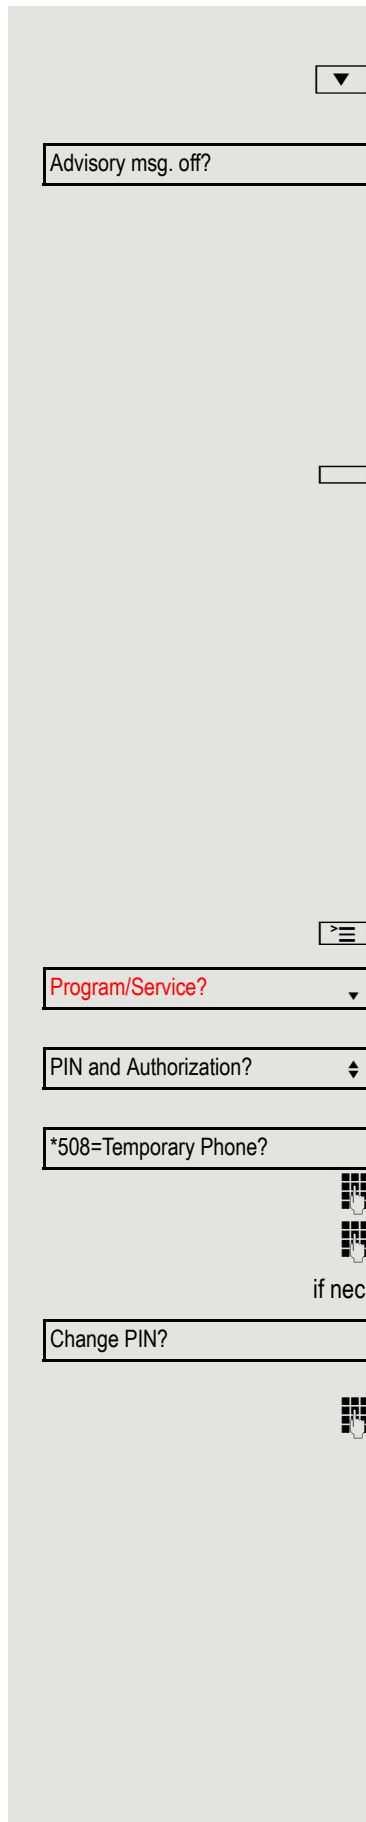 Advisory msg. off?
Program/Service?
PIN and Authorization?
*508=Temporary Phone?
if nec
Change PIN?